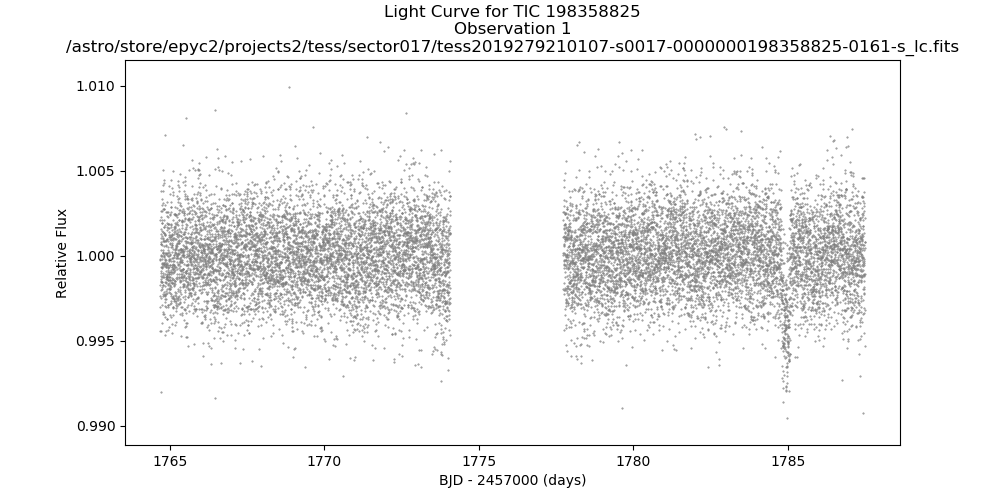 Light Curve for TIC 198358825
Observation 1
/astro/store/epyc2/projects2/tess/sector017/tess2019279210107-s0017-0000000198358825-0161-s_lc.fits
1.010
1.005
1.000
0.995
0.990
Relative Flux
1765
1770
1775
1780
1785
BJD - 2457000 (days)